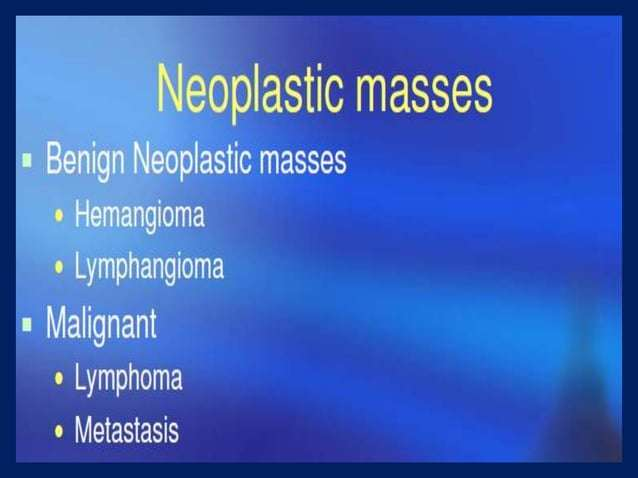 Neoplastic masses
Benign Neoplastic masses
Hemangioma
Lymphangioma
Malignant
Lymphoma
Metastasis